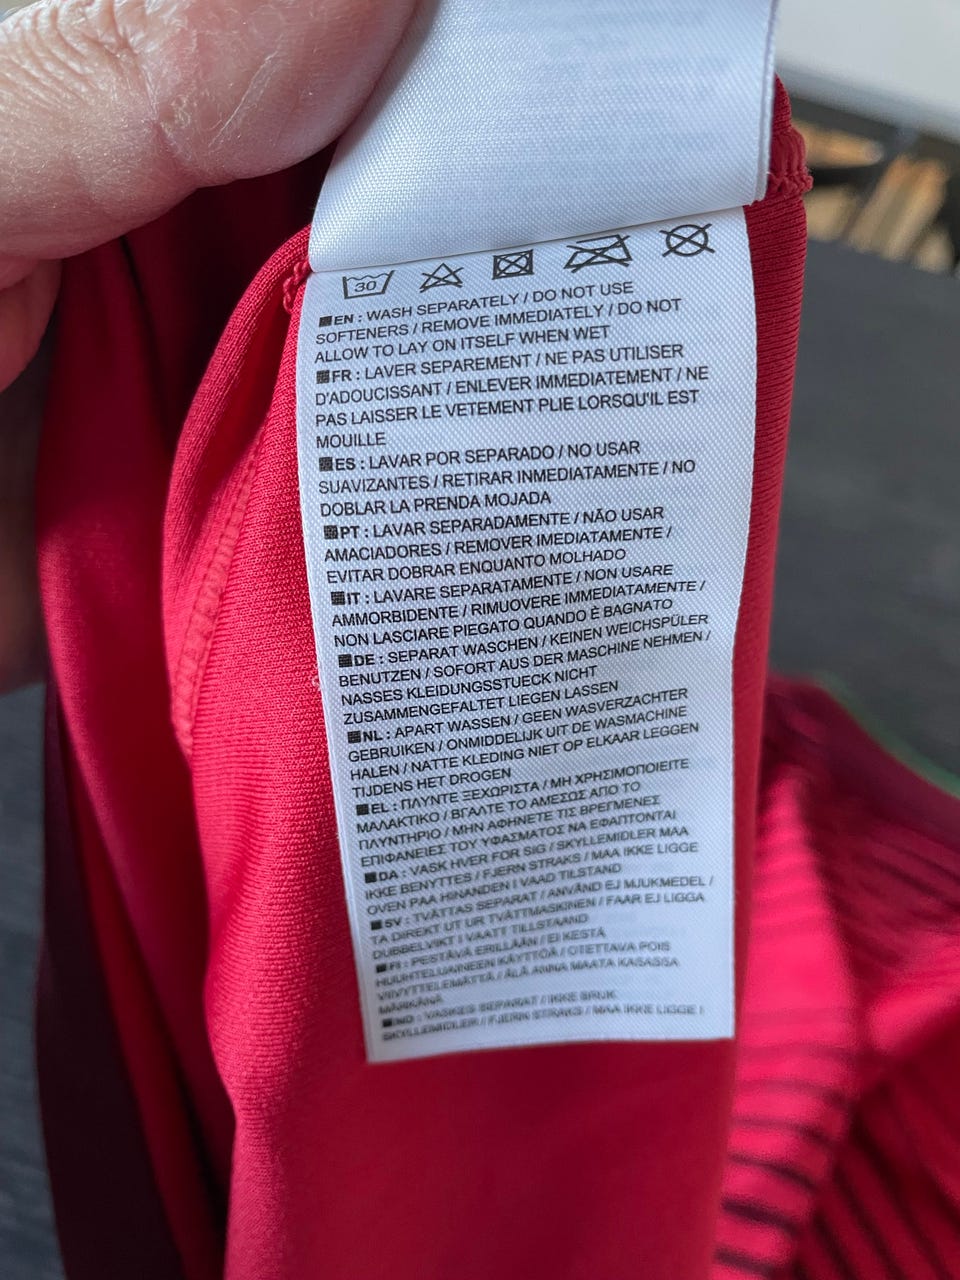 30
EN : WASH SEPARATELY / DO NOT USE
SOFTENERS / REMOVE IMMEDIATELY / DO NOT
ALLOW TO LAY ON ITSELF WHEN WET
FR : LAVER SEPAREMENT / NE PAS UTILISER
D'ADOUCISSANT / ENLEVER IMMEDIATEMENT / NE
PAS LAISSER LE VETEMENT PLIE LORSQU'IL EST
MOUILLE
ES : LAVAR POR SEPARADO / NO USAR
SUAVIZANTES / RETIRAR INMEDIATAMENTE / NO
DOBLAR LA PRENDA MOJADA
PT : LAVAR SEPARADAMENTE / NÃO USAR
AMACIADORES / REMOVER IMEDIATAMENTE /
EVITAR DOBRAR ENQUANTO MOLHADO
IT : LAVARE SEPARATAMENTE / NON USARE
AMMORBIDENTE / RIMUOVERE IMMEDIATAMENTE /
NON LASCIARE PIEGATO QUANDO È BAGNATO
DE : SEPARAT WASCHEN / KEINEN WEICHSPÜLER
BENUTZEN / SOFORT AUS DER MASCHINE NEHMEN /
NASSES KLEIDUNGSSTUECK NICHT
ZUSAMMENGEFALTET LIEGEN LASSEN
NL : APART WASSEN / GEEN WASVERZACHTER
GEBRUIKEN / ONMIDDELIJK UIT DE WASMACHINE
HALEN / NATTE KLEDING NIET OP ELKAAR LEGGEN
TIJDENS HET DROGEN
EL : ΠΛΥΝΤΕ ΞΕΧΩΡΙΣΤΑ / ΜΗ ΧΡΗΣΙΜΟΠΟΙΕΙΤΕ
ΜΑΛΑΚΤΙΚΟ / ΒΓΑΛΤΕ ΤΟ ΑΜΕΣΩΣ ΑΠΟ ΤΟ
ΠΛΥΝΤΗΡΙΟ / ΜΗΝ ΑΦΗΝΕΤΕ ΤΙΣ ΒΡΕΓΜΕΝΕΣ
ΕΠΙΦΑΝΕΙΕΣ ΤΟΥ ΥΦΑΣΜΑΤΟΣ ΝΑ ΕΦΑΠΤΟΝΤΑΙ
DA : VASK HVER FOR SIG / SKYLLEMIDLER MAA
IKKE BENYTTES / FJERN STRAKS / MAA IKKE LIGGE
OVEN PAA HINANDEN I VAAD TILSTAND
SV : TVÄTTAS SEPARAT / ANVÄND EJ MJUKMEDEL /
TA DIREKT UT UR TVÄTTMASKINEN / FAAR EJ LIGGA
DUBBELVIKT I VAATT TILLSTAAND
FI : PESTÄVÄ ERILLÄÄN / EI KESTÄ
HUUHTELUAINEEN KÄYTTÖÄ / OTETTAVA POIS
VIIVYTTELEMÄTTÄ / ÄLÄ ANNA MAATA KASASSA
MÄRKÄNÄ
NO : VASKES SEPARAT / IKKE BRUK
SKYLLEMIDLER / FJERN STRAKS / MAA IKKE LIGGE I